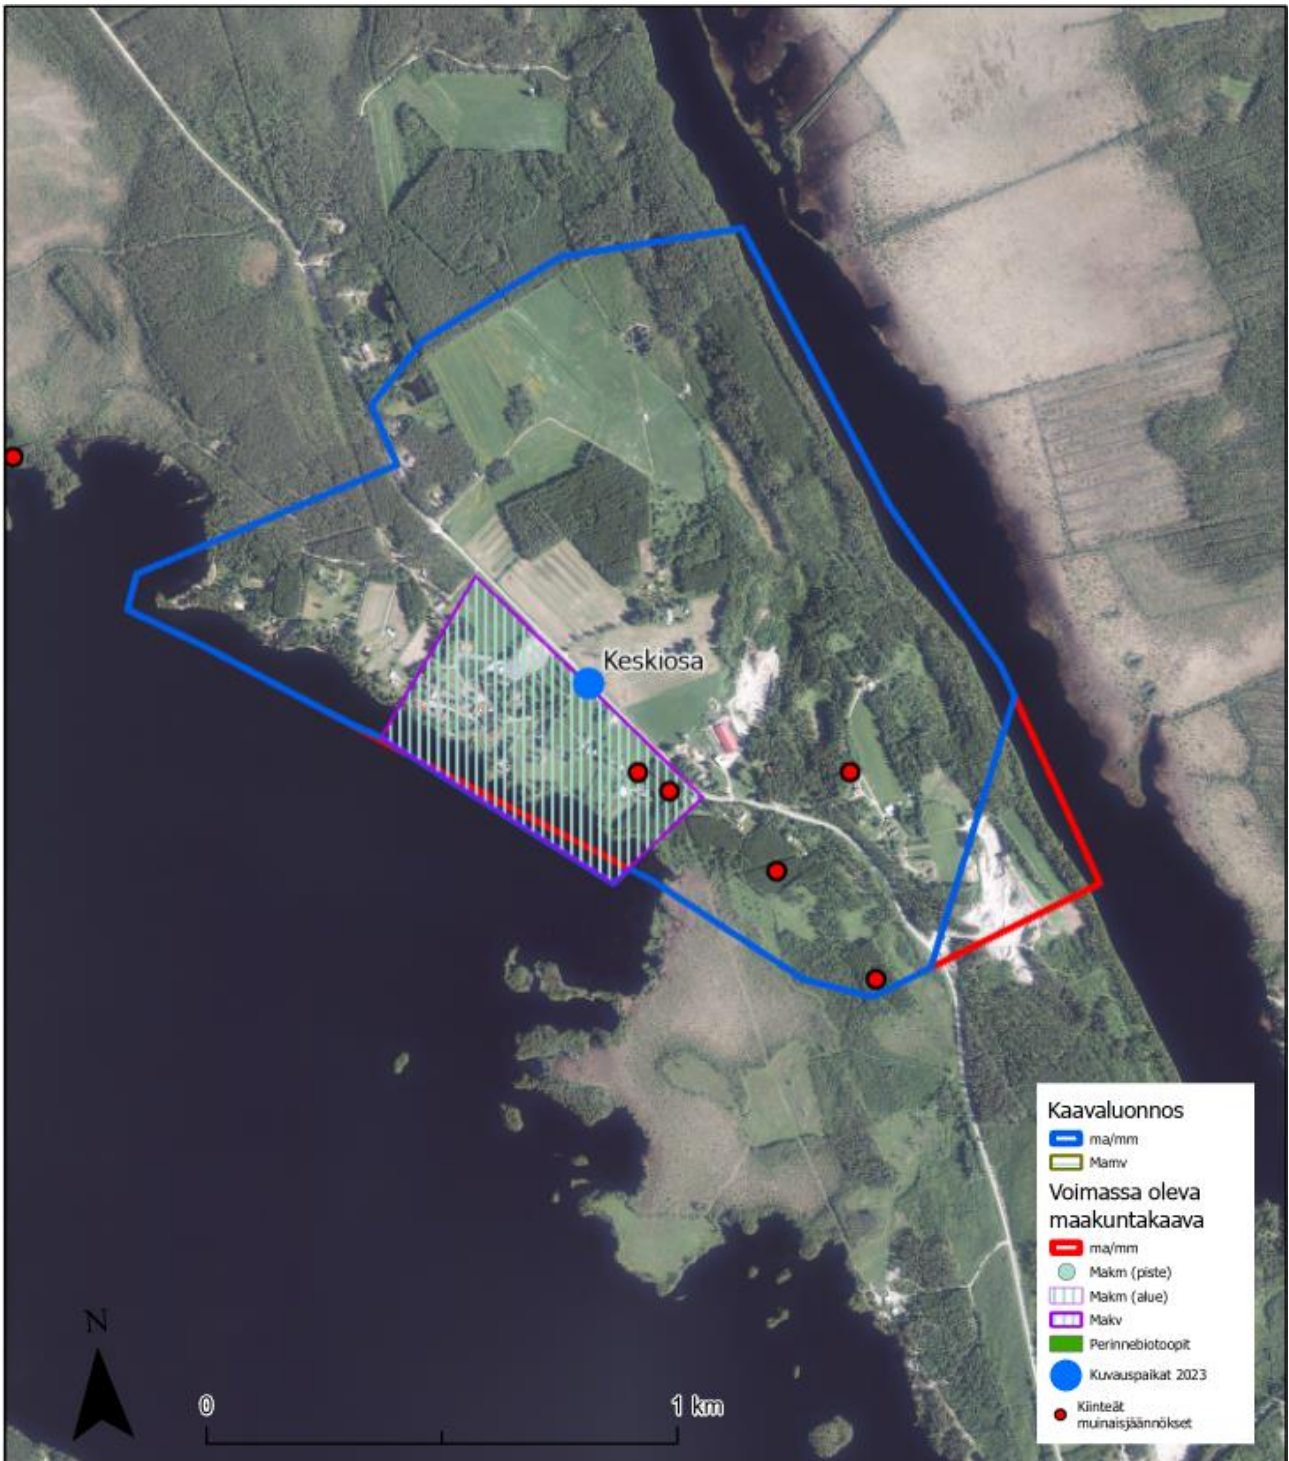 Keskiosa
Kaavaluonnos
ma/mm
Mamv
Voimassa oleva
maakuntakaava
ma/mm
Makm (piste)
Makm (alue)
Makv
Perinnebiotoopit
Kuvauspaikat 2023
Kiinteät
muinaisjäännökset
N
0
1 km